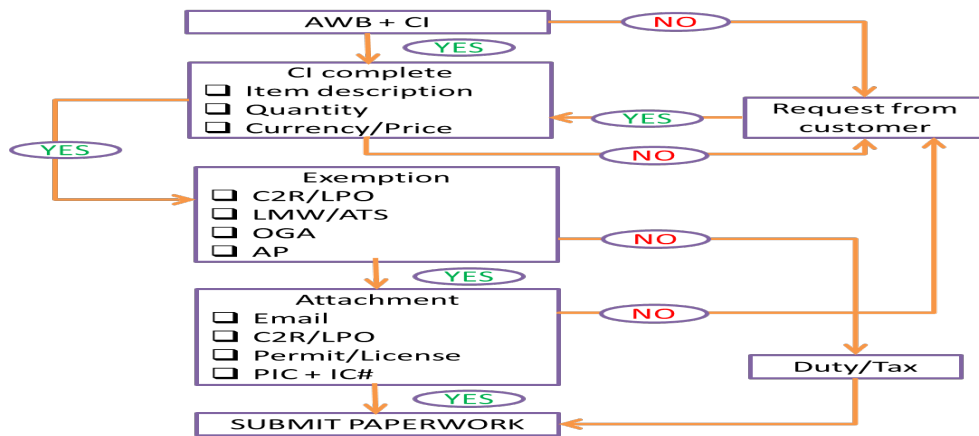 AWB + CI
NO
YES
CI complete
Item description
Quantity
Currency/Price
YES
Request from
customer
YES
NO
Exemption
C2R/LPO
LMW/ATS
OGA
AP
NO
YES
Attachment
Email
C2R/LPO
Permit/License
PIC + IC#
NO
Duty/Tax
YES
SUBMIT PAPERWORK